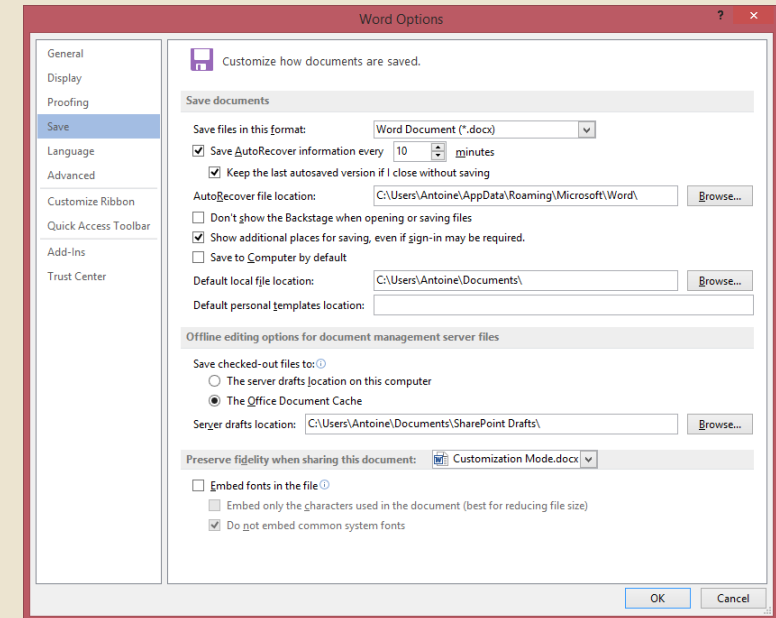 Word Options
?
×
General
Display
Proofing
Save
Language
Advanced
Customize Ribbon
Quick Access Toolbar
Add-Ins
Trust Center
Customize how documents are saved.
Save documents
Save files in this format: Word Document (*.docx)
Save AutoRecover information every 10 minutes
Keep the last autosaved version if I close without saving
AutoRecover file location: C:\Users\Antoine\AppData\Roaming\Microsoft\Word\ Browse...
Don't show the Backstage when opening or saving files
Show additional places for saving, even if sign-in may be required.
Save to Computer by default
Default local file location: C:\Users\Antoine\Documents\ Browse...
Default personal templates location:
Offline editing options for document management server files
Save checked-out files to:
The server drafts location on this computer
The Office Document Cache
Server drafts location: C:\Users\Antoine\Documents\SharePoint Drafts\ Browse...
Preserve fidelity when sharing this document: Customization Mode.docx
Embed fonts in the file
Embed only the characters used in the document (best for reducing file size)
Do not embed common system fonts
OK Cancel